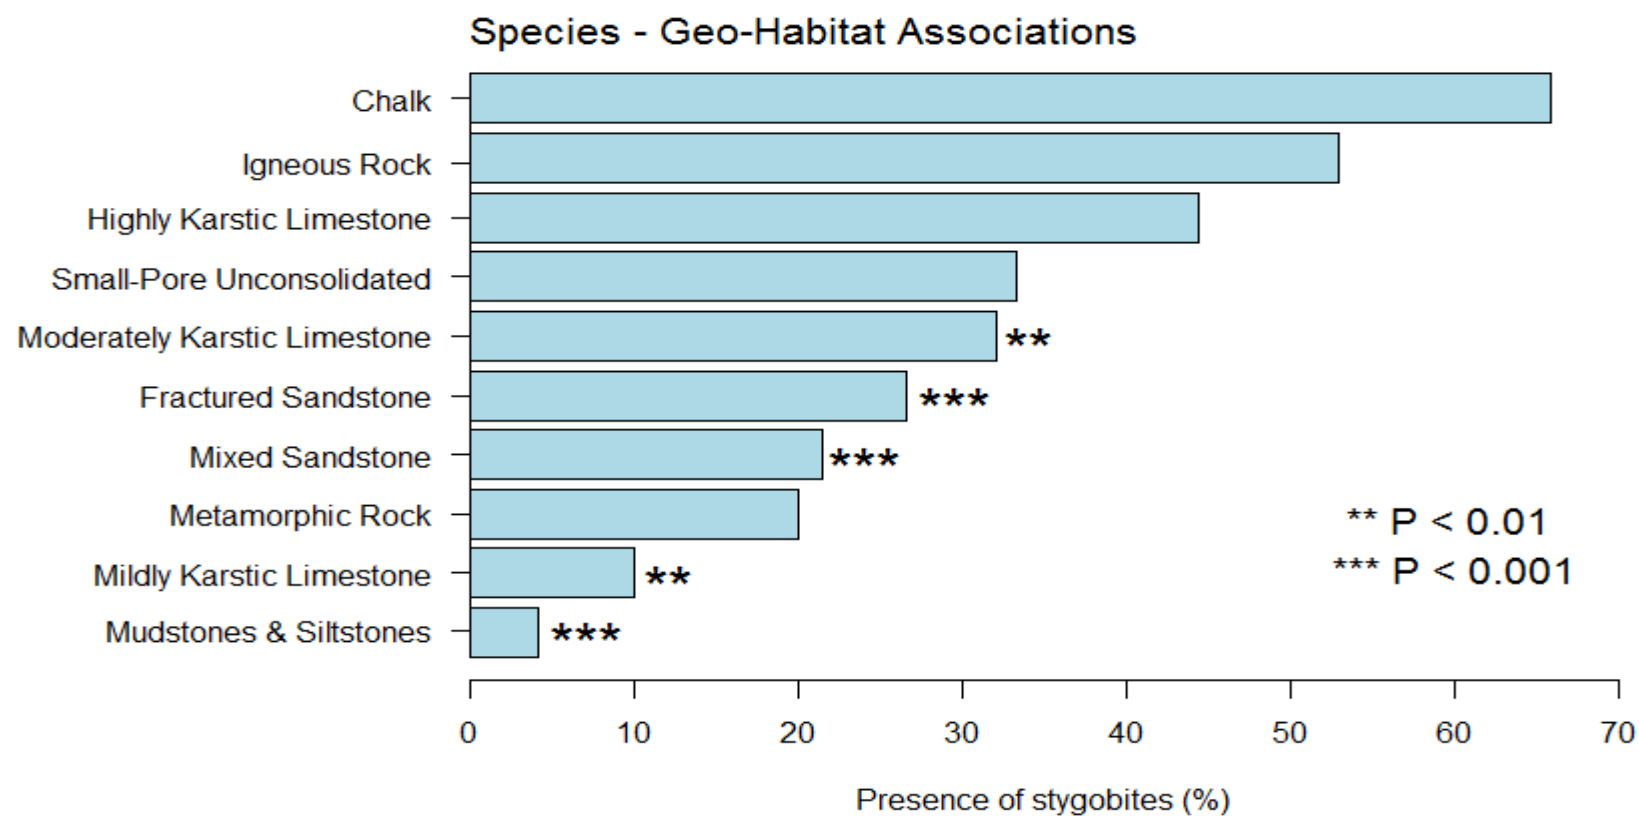 Species - Geo-Habitat Associations
Chalk
Igneous Rock
Highly Karstic Limestone
Small-Pore Unconsolidated
Moderately Karstic Limestone **
Fractured Sandstone ***
Mixed Sandstone ***
Metamorphic Rock
** P < 0.01
Mildly Karstic Limestone **
*** P < 0.001
Mudstones & Siltstones ***
0 10 20 30 40 50 60 70
Presence of stygobites (%)